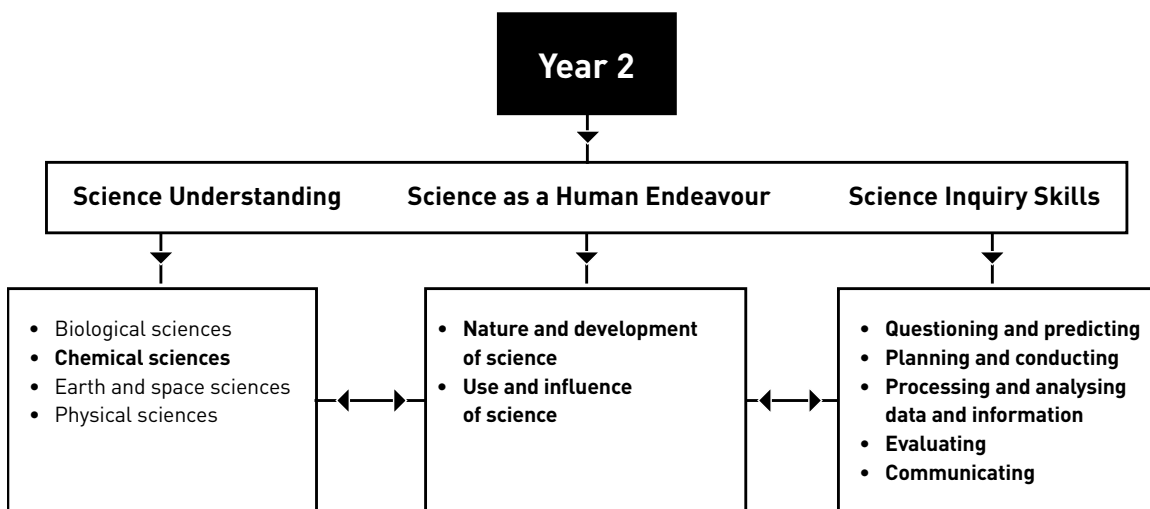 Year 2
Science Understanding
Science as a Human Endeavour
Science Inquiry Skills
• Biological sciences
• Chemical sciences
• Earth and space sciences
• Physical sciences
• Nature and development
of science
• Use and influence
of science
• Questioning and predicting
• Planning and conducting
• Processing and analysing
data and information
• Evaluating
• Communicating